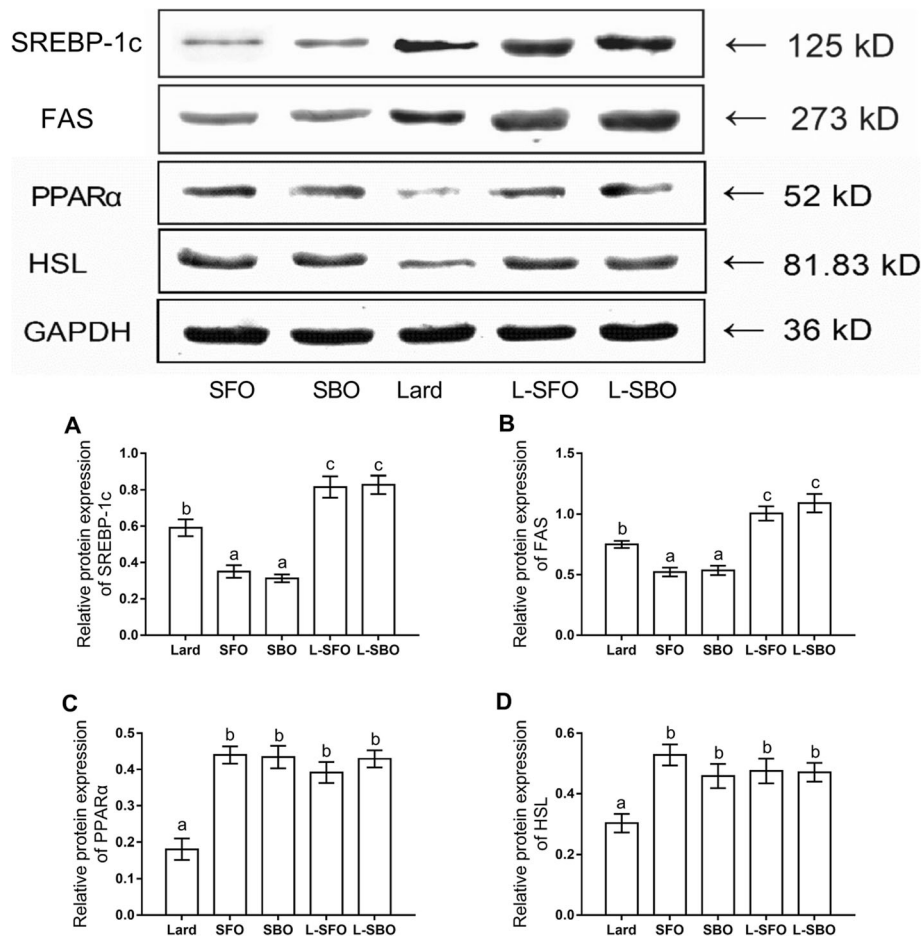 SREBP-1c ← 125 kD
FAS ← 273 kD
PPARα ← 52 kD
HSL ← 81.83 kD
GAPDH ← 36 kD
SFO SBO Lard L-SFO L-SBO
A
Relative protein expression
of SREBP-1c
1.0
0.8
0.6
0.4
0.2
0.0
b
a
a
c
c
Lard SFO SBO L-SFO L-SBO
B
Relative protein expression
of FAS
1.5
1.0
0.5
0.0
b
a
a
c
c
Lard SFO SBO L-SFO L-SBO
C
Relative protein expression
of PPARα
0.5
0.4
0.3
0.2
0.1
0.0
a
b
b
b
b
Lard SFO SBO L-SFO L-SBO
D
Relative protein expression
of HSL
0.6
0.4
0.2
0.0
a
b
b
b
b
Lard SFO SBO L-SFO L-SBO